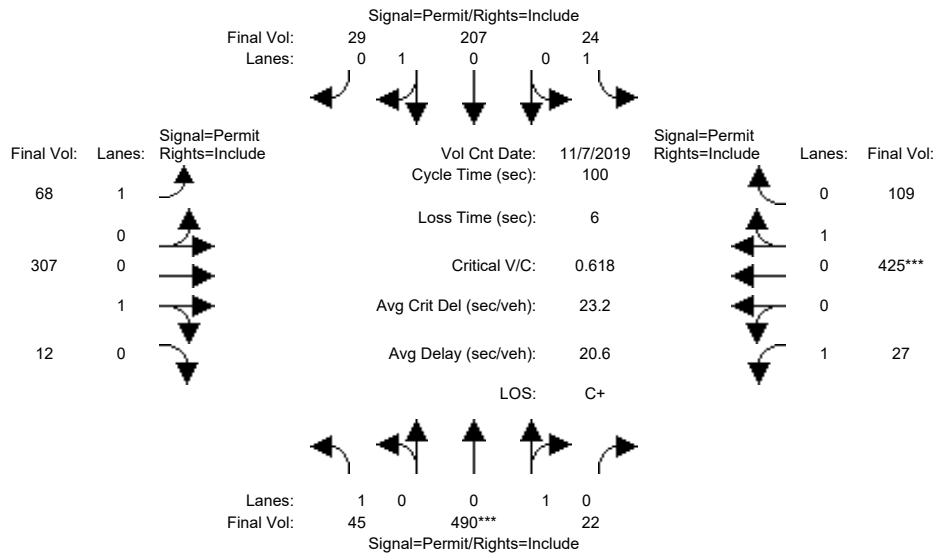 Signal=Permit/Rights=Include
Final Vol: 29 207 24
Lanes: 0 1 0 0 1
Signal=Permit
Final Vol: Lanes: Rights=Include
Vol Cnt Date: 11/7/2019
Signal=Permit
Rights=Include Lanes: Final Vol:
Cycle Time (sec): 100
68 1
0 109
Loss Time (sec): 6
0
1
307 0
Critical V/C: 0.618
0 425***
1
Avg Crit Del (sec/veh): 23.2
0
12 0
Avg Delay (sec/veh): 20.6
1 27
LOS: C+
Lanes: 1 0 0 1 0
Final Vol: 45 490*** 22
Signal=Permit/Rights=Include